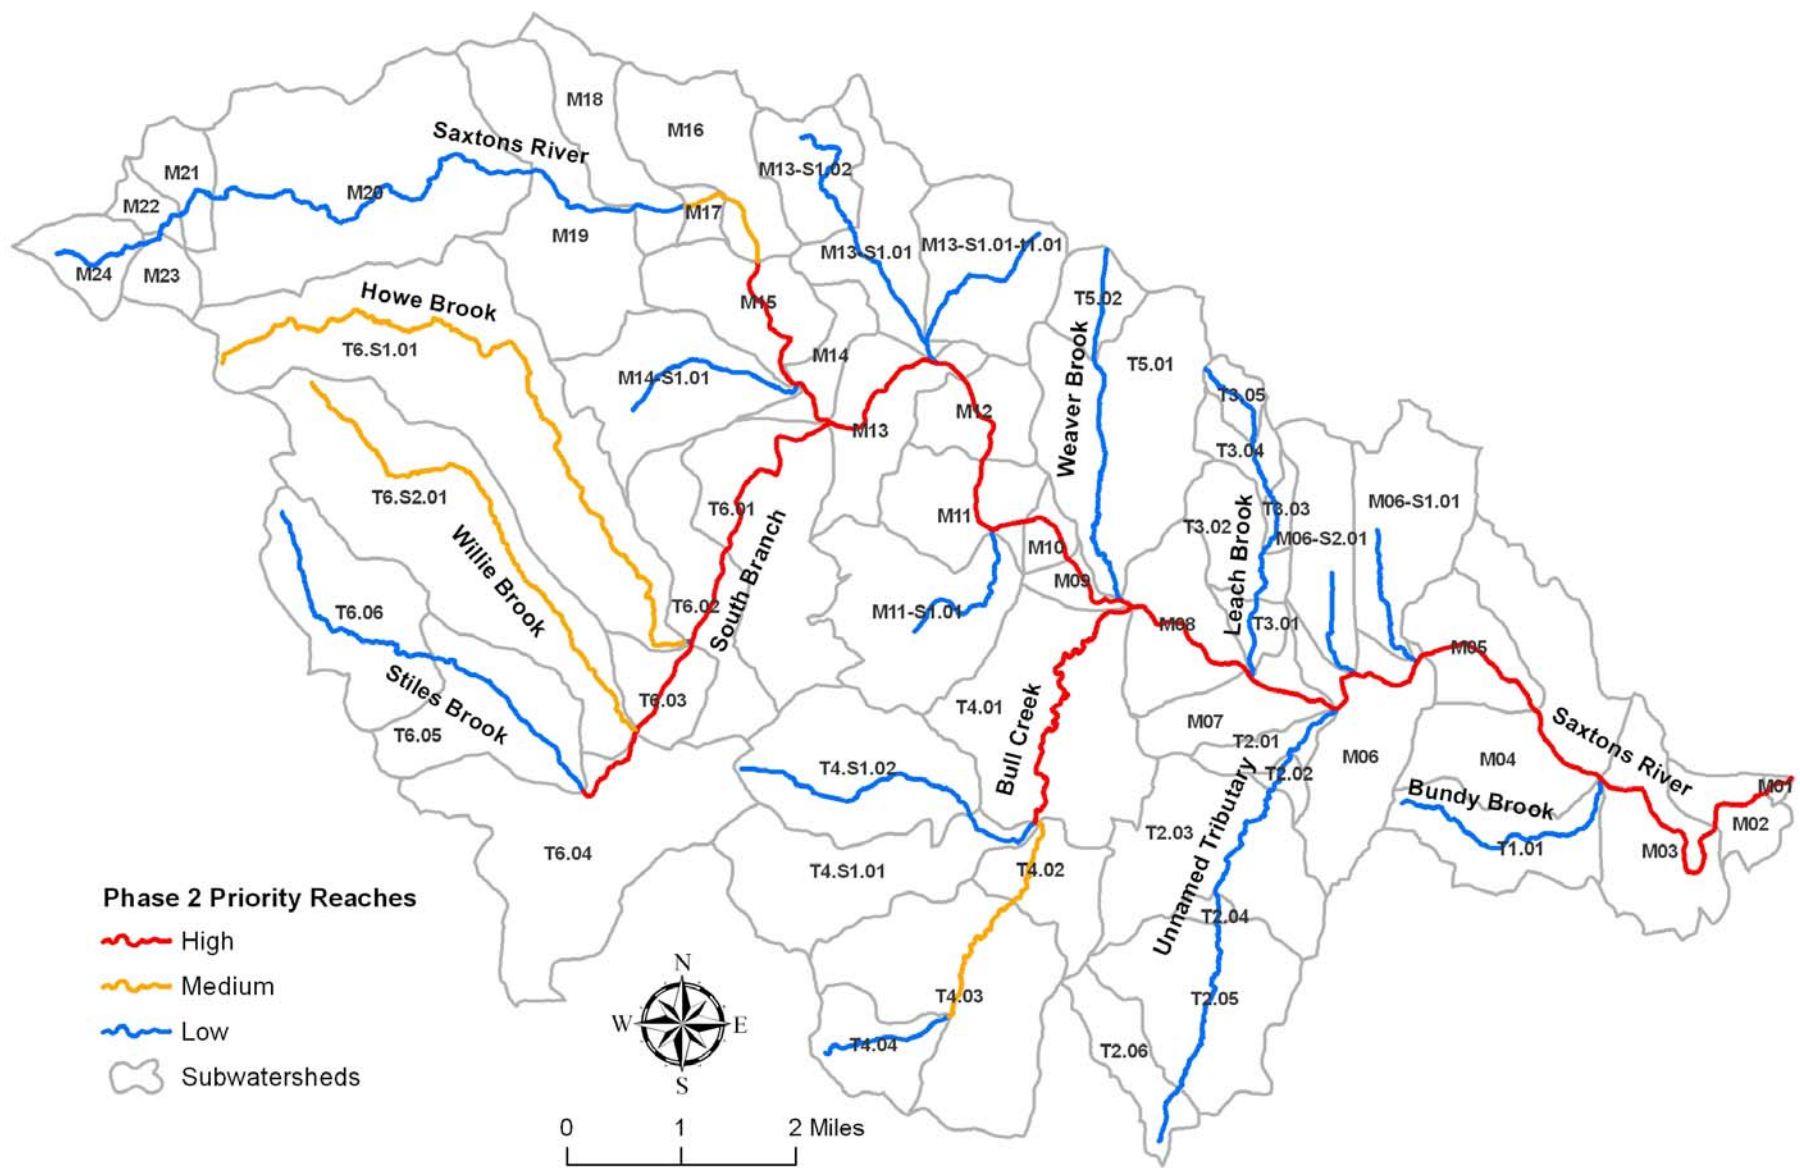 M18
M16
Saxtons River
M13-S1.02
M21
M20
M22
M17
M19
M13-S1.01
M13-S1.01-t1.01
M24
M23
T5.02
Howe Brook
M15
T6.S1.01
M14
T5.01
M14-S1.01
Weaver Brook
T3.05
M12
M13
T3.04
T6.S2.01
M06-S1.01
T6.01
M11
T3.03
T3.02
M06-S2.01
M10
Leach Brook
Willie Brook
South Branch
M09
T6.02
T6.06
M11-S1.01
M08
T3.01
M05
Stiles Brook
T6.03
T4.01
Bull Creek
M07
T6.05
T2.01
Saxtons River
M06
M04
T4.S1.02
T2.02
M01
Bundy Brook
Unnamed Tributary
M02
T2.03
T6.04
T1.01
M03
T4.S1.01
T4.02
T2.04
Phase 2 Priority Reaches
High
Medium
Low
Subwatersheds
N
W
E
S
T4.03
T2.05
T4.04
T2.06
0 1 2 Miles